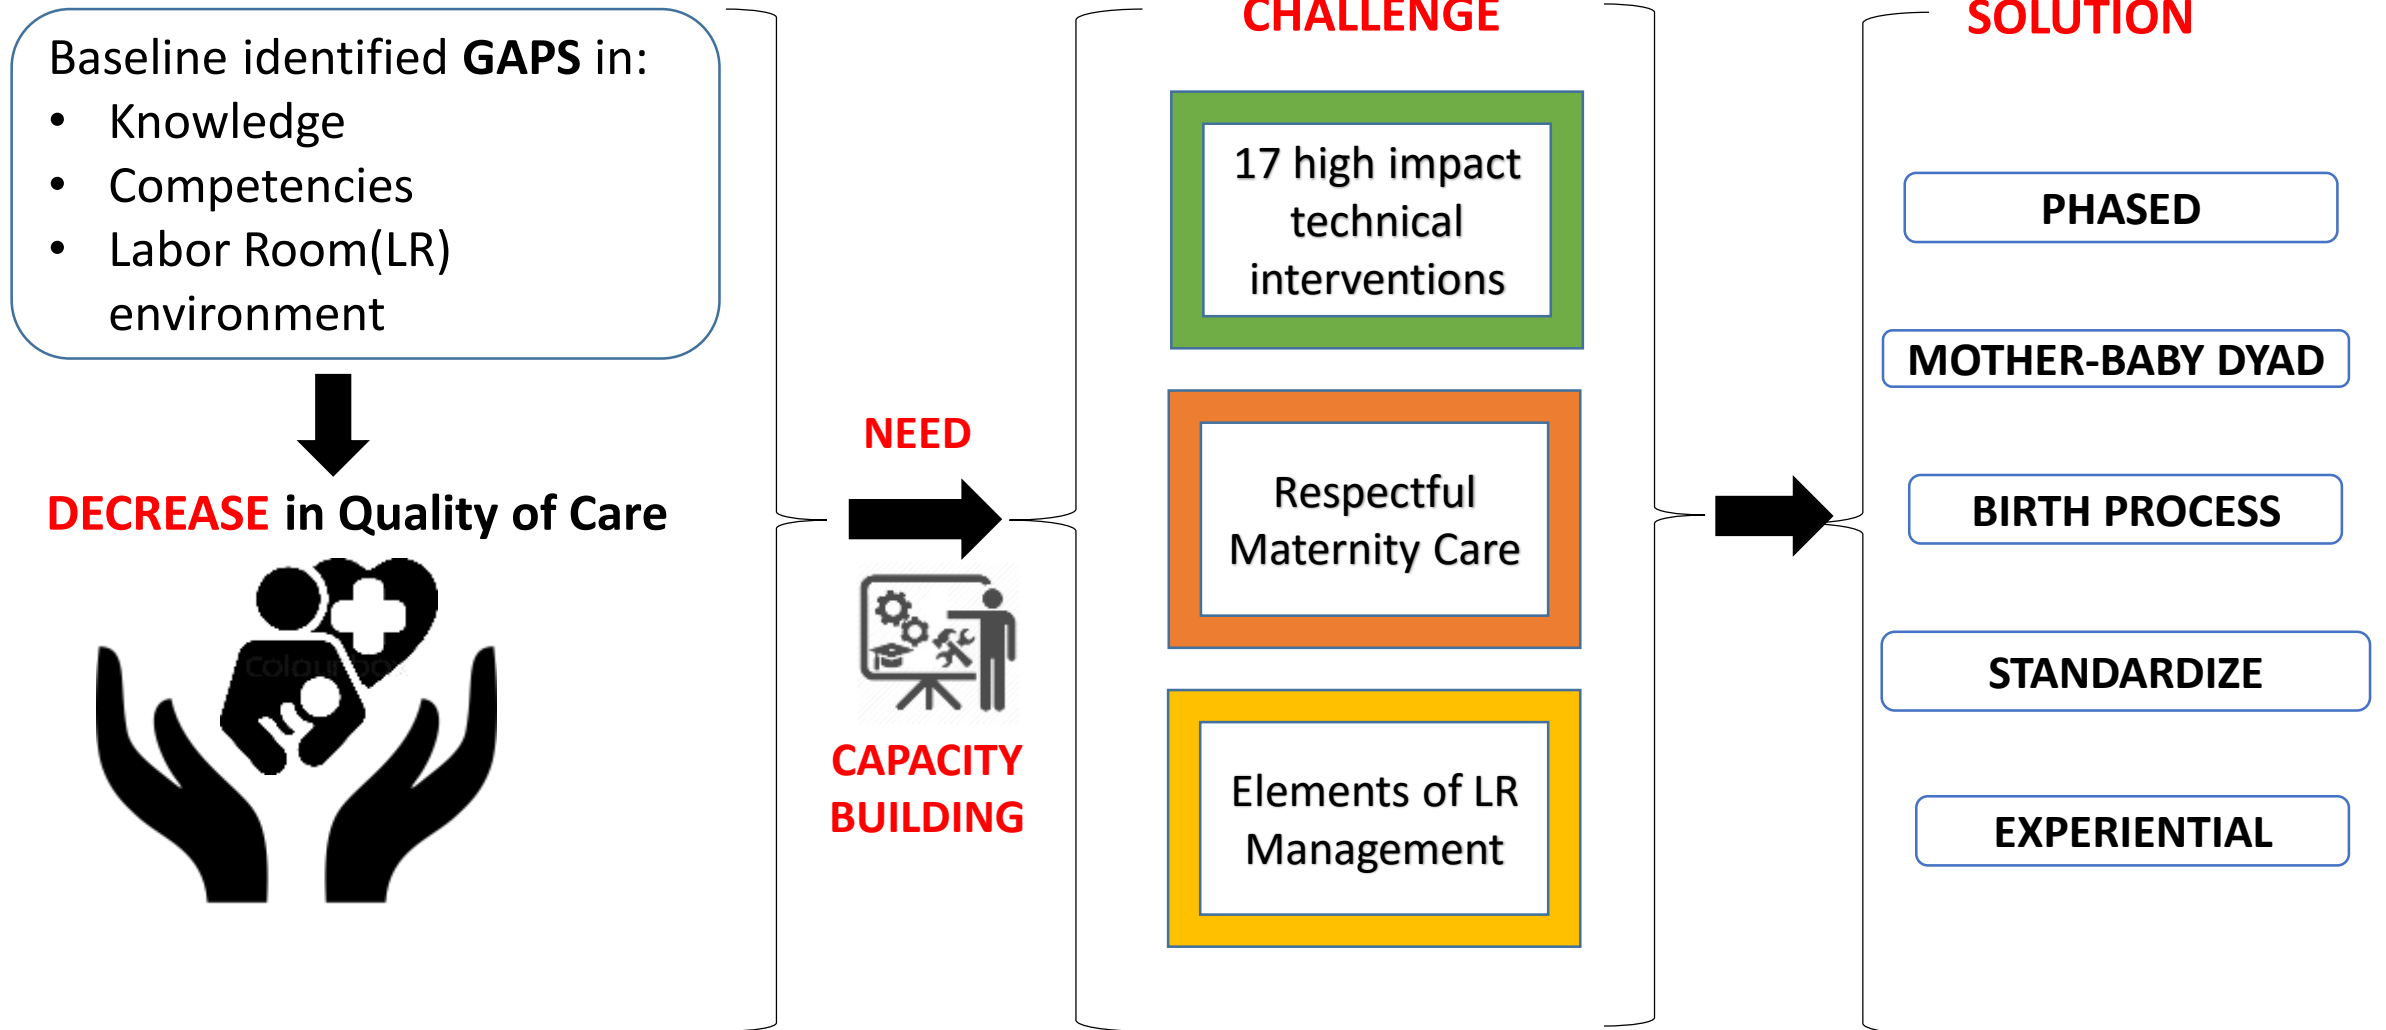 Baseline identified GAPS in:
• Knowledge
• Competencies
• Labor Room(LR)
environment
DECREASE in Quality of Care
NEED
CAPACITY
BUILDING
CHALLENGE
17 high impact
technical
interventions
Respectful
Maternity Care
Elements of LR
Management
SOLUTION
PHASED
MOTHER-BABY DYAD
BIRTH PROCESS
STANDARDIZE
EXPERIENTIAL